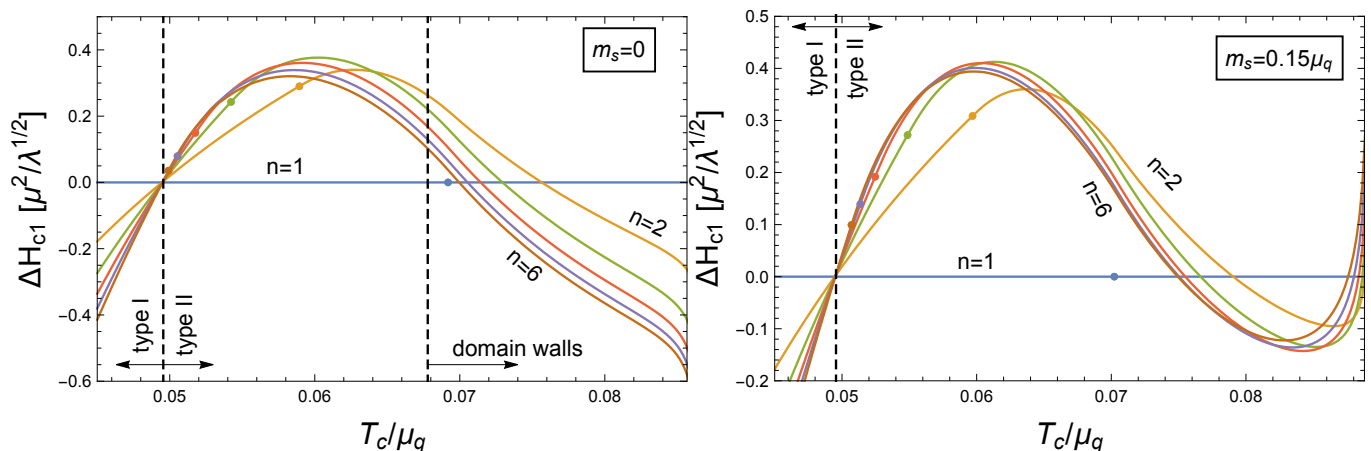 ΔH_c1 [μ²/λ^1/2]
0.4
0.2
0.0
−0.2
−0.4
−0.6
m_s=0
n=1
n=2
n=6
type I
type II
domain walls
0.05
0.06
0.07
0.08
T_c/μ_q
ΔH_c1 [μ²/λ^1/2]
0.5
0.4
0.3
0.2
0.1
0.0
−0.1
−0.2
type I
type II
m_s=0.15μ_q
n=2
n=6
n=1
0.05
0.06
0.07
0.08
T_c/μ_q